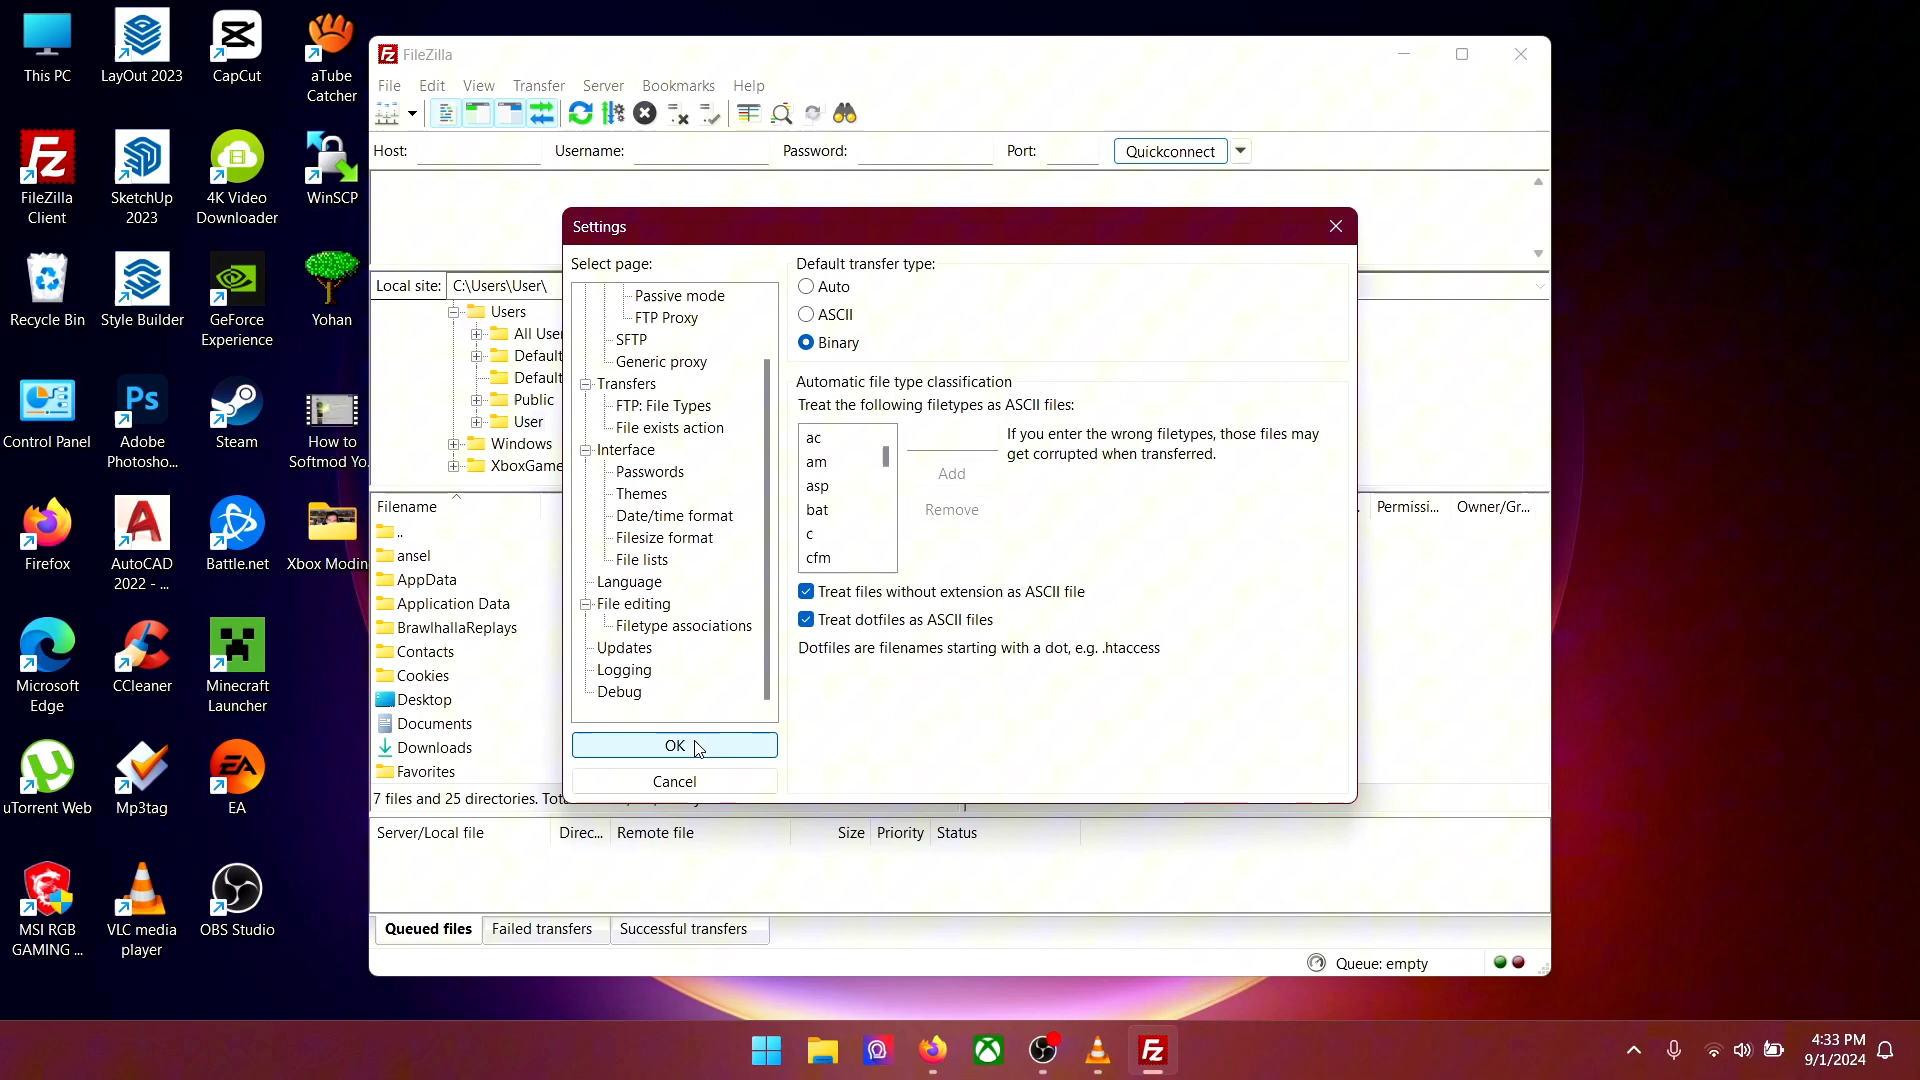 This PC
LayOut 2023
CapCut
aTube
Catcher
FileZilla
Client
SketchUp
2023
4K Video
Downloader
WinSCP
Recycle Bin
Style Builder
GeForce
Experience
Yohan
Control Panel
Adobe
Photosho...
Steam
How to
Softmod Yo.
Firefox
AutoCAD
2022 - ...
Battle.net
Xbox Modin
Microsoft
Edge
CCleaner
Minecraft
Launcher
uTorrent Web
Mp3tag
EA
MSI RGB
GAMING ...
VLC media
player
OBS Studio
FileZilla
File Edit View Transfer Server Bookmarks Help
Host: Username: Password: Port: Quickconnect
Local site: C:\Users\User\
Users
All User
Default
Default
Public
User
Windows
XboxGame
Filename
..
ansel
AppData
Application Data
BrawlhallaReplays
Contacts
Cookies
Desktop
Documents
Downloads
Favorites
7 files and 25 directories.
Permissi... Owner/Gr...
Settings
Select page:
Passive mode
FTP Proxy
SFTP
Generic proxy
Transfers
FTP: File Types
File exists action
Interface
Passwords
Themes
Date/time format
Filesize format
File lists
Language
File editing
Filetype associations
Updates
Logging
Debug
OK
Cancel
Default transfer type:
Auto
ASCII
Binary
Automatic file type classification
Treat the following filetypes as ASCII files:
ac
am
asp
bat
c
cfm
Add
Remove
If you enter the wrong filetypes, those files may
get corrupted when transferred.
Treat files without extension as ASCII file
Treat dotfiles as ASCII files
Dotfiles are filenames starting with a dot, e.g. .htaccess
Server/Local file Direc... Remote file Size Priority Status
Queued files Failed transfers Successful transfers
Queue: empty
4:33 PM
9/1/2024